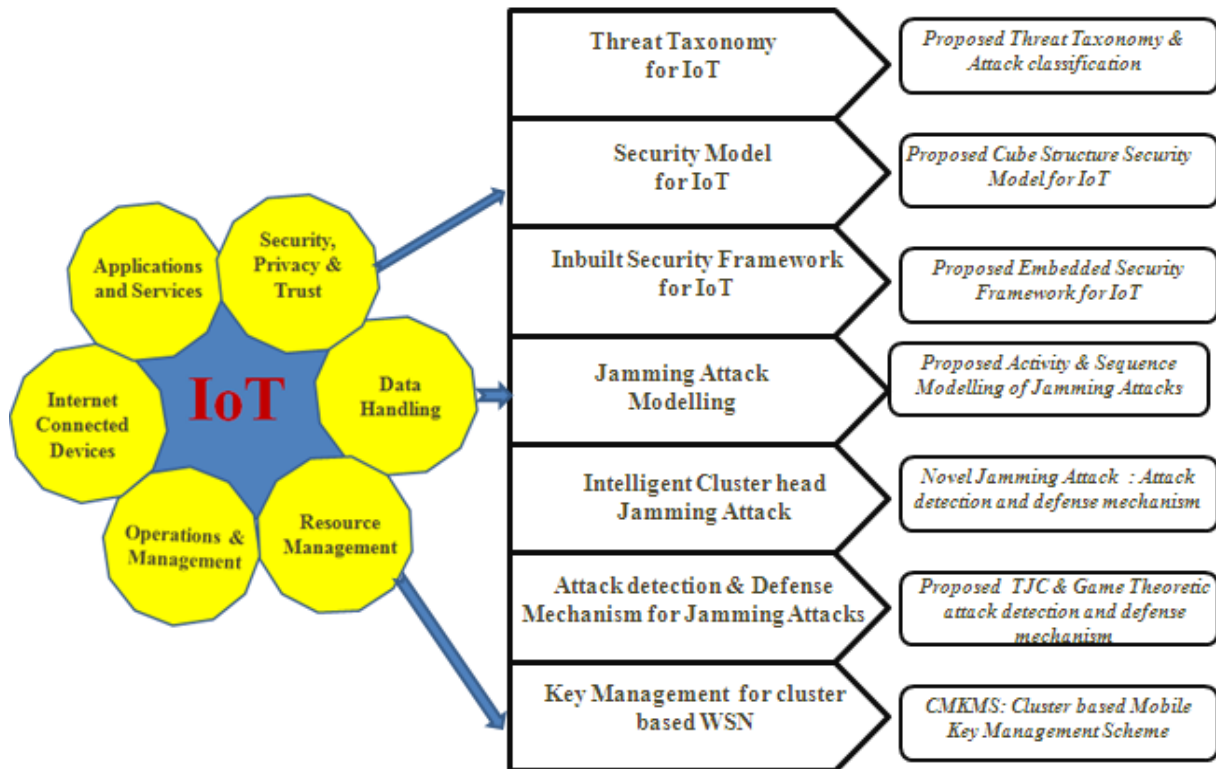 Applications
and Services
Security,
Privacy &
Trust
Internet
Connected
Devices
IoT
Data
Handling
Operations &
Management
Resource
Management
Threat Taxonomy
for IoT
Proposed Threat Taxonomy &
Attack classification
Security Model
for IoT
Proposed Cube Structure Security
Model for IoT
Inbuilt Security Framework
for IoT
Proposed Embedded Security
Framework for IoT
Jamming Attack
Modelling
Proposed Activity & Sequence
Modelling of Jamming Attacks
Intelligent Cluster head
Jamming Attack
Novel Jamming Attack : Attack
detection and defense mechanism
Attack detection & Defense
Mechanism for Jamming Attacks
Proposed TJC & Game Theoretic
attack detection and defense
mechanism
Key Management for cluster
based WSN
CMKMS: Cluster based Mobile
Key Management Scheme